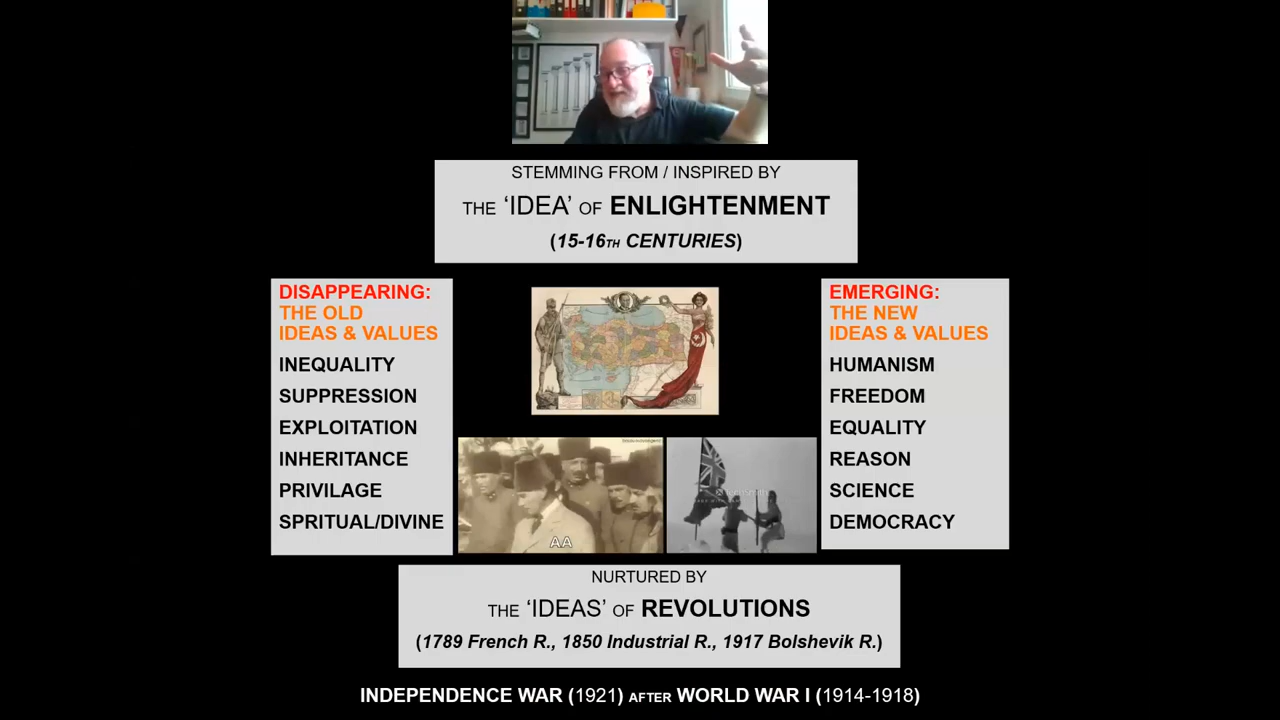 STEMMING FROM / INSPIRED BY
THE ‘IDEA’ OF ENLIGHTENMENT
(15-16TH CENTURIES)
DISAPPEARING:
THE OLD
IDEAS & VALUES
INEQUALITY
SUPPRESSION
EXPLOITATION
INHERITANCE
PRIVILAGE
SPRITUAL/DIVINE
AA
EMERGING:
THE NEW
IDEAS & VALUES
HUMANISM
FREEDOM
EQUALITY
REASON
SCIENCE
DEMOCRACY
NURTURED BY
THE ‘IDEAS’ OF REVOLUTIONS
(1789 French R., 1850 Industrial R., 1917 Bolshevik R.)
INDEPENDENCE WAR (1921) AFTER WORLD WAR I (1914-1918)